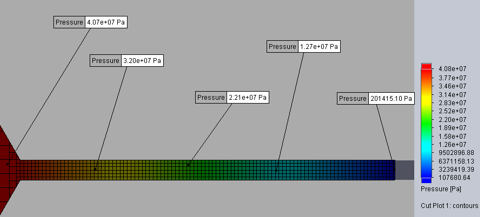 Pressure 4.07e+07 Pa
Pressure 3.20e+07 Pa
Pressure 2.21e+07 Pa
Pressure 1.27e+07 Pa
Pressure 201415.10 Pa
4.08e+07
3.77e+07
3.46e+07
3.14e+07
2.83e+07
2.52e+07
2.20e+07
1.89e+07
1.58e+07
1.26e+07
9502896.88
6371158.13
3239419.39
107680.64
Pressure [Pa]
Cut Plot 1: contours